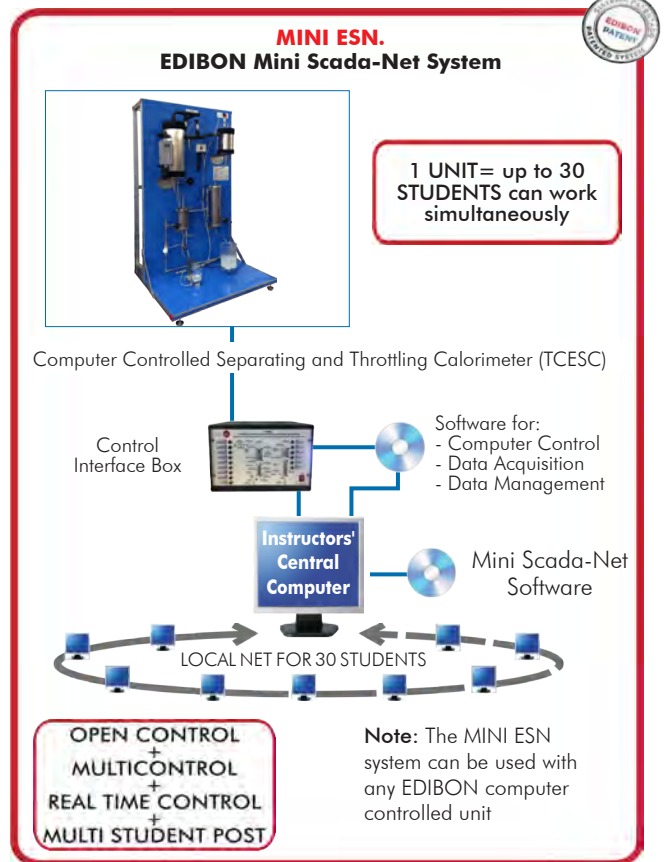 EDIBON
PATENT
PATENTED SYSTEM
MINI ESN.
EDIBON Mini Scada-Net System
1 UNIT= up to 30
STUDENTS can work
simultaneously
Computer Controlled Separating and Throttling Calorimeter (TCESC)
Control
Interface Box
Software for:
- Computer Control
- Data Acquisition
- Data Management
Instructors'
Central
Computer
Mini Scada-Net
Software
LOCAL NET FOR 30 STUDENTS
OPEN CONTROL
+
MULTICONTROL
+
REAL TIME CONTROL
+
MULTI STUDENT POST
Note: The MINI ESN
system can be used with
any EDIBON computer
controlled unit